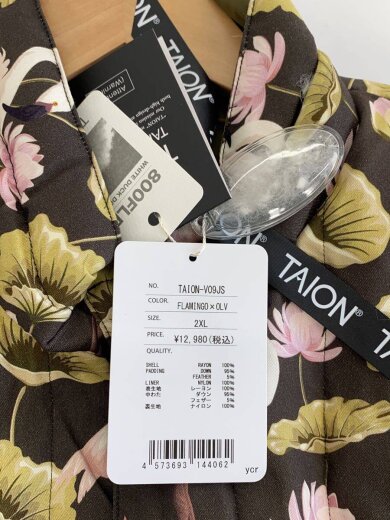 TAION®
Our mission
TAION
800FL
WHITE DUCK D
TAION®
NO. TAION-V09JS
COLOR. FLAMINGO×OLV
SIZE. 2XL
PRICE. ¥12,980(税込)
QUALITY.
SHELL RAYON 100%
PADDING DOWN 95%
FEATHER 5%
LINER NYLON 100%
表生地 レーヨン 100%
中わた ダウン 95%
フェザー 5%
裏生地 ナイロン 100%
4 573693 144062
ycr